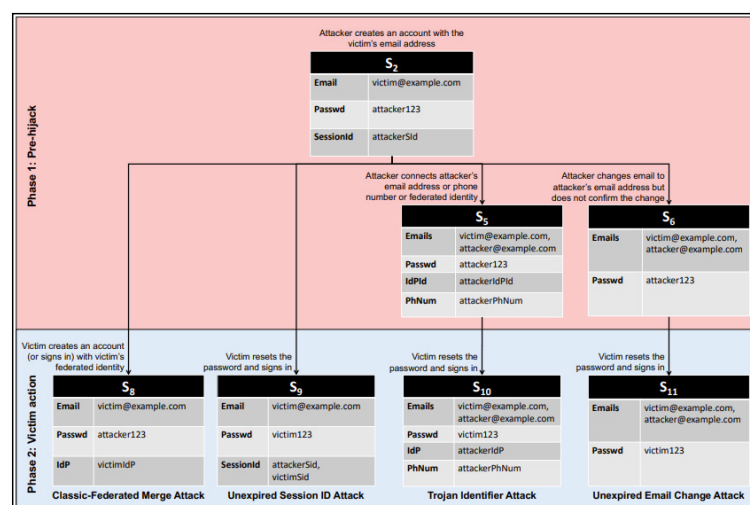 Phase 1: Pre-hijack
Attacker creates an account with the
victim's email address
S2
Email victim@example.com
Passwd attacker123
SessionId attackerSId
Attacker connects attacker's
email address or phone
number or federated identity
S5
Emails victim@example.com,
attacker@example.com
Passwd attacker123
IdPId attackerIdPId
PhNum attackerPhNum
Attacker changes email to
attacker's email address but
does not confirm the change
S6
Emails victim@example.com,
attacker@example.com
Passwd attacker123
Phase 2: Victim action
Victim creates an account
(or signs in) with victim's
federated identity
S8
Email victim@example.com
Passwd attacker123
IdP victimIdP
Classic-Federated Merge Attack
Victim resets the
password and signs in
S9
Email victim@example.com
Passwd victim123
SessionId attackerSid,
victimSid
Unexpired Session ID Attack
Victim resets the
password and signs in
S10
Emails victim@example.com,
attacker@example.com
Passwd victim123
IdP attackerIdP
PhNum attackerPhNum
Trojan Identifier Attack
Victim resets the
password and signs in
S11
Emails victim@example.com,
attacker@example.com
Passwd victim123
Unexpired Email Change Attack